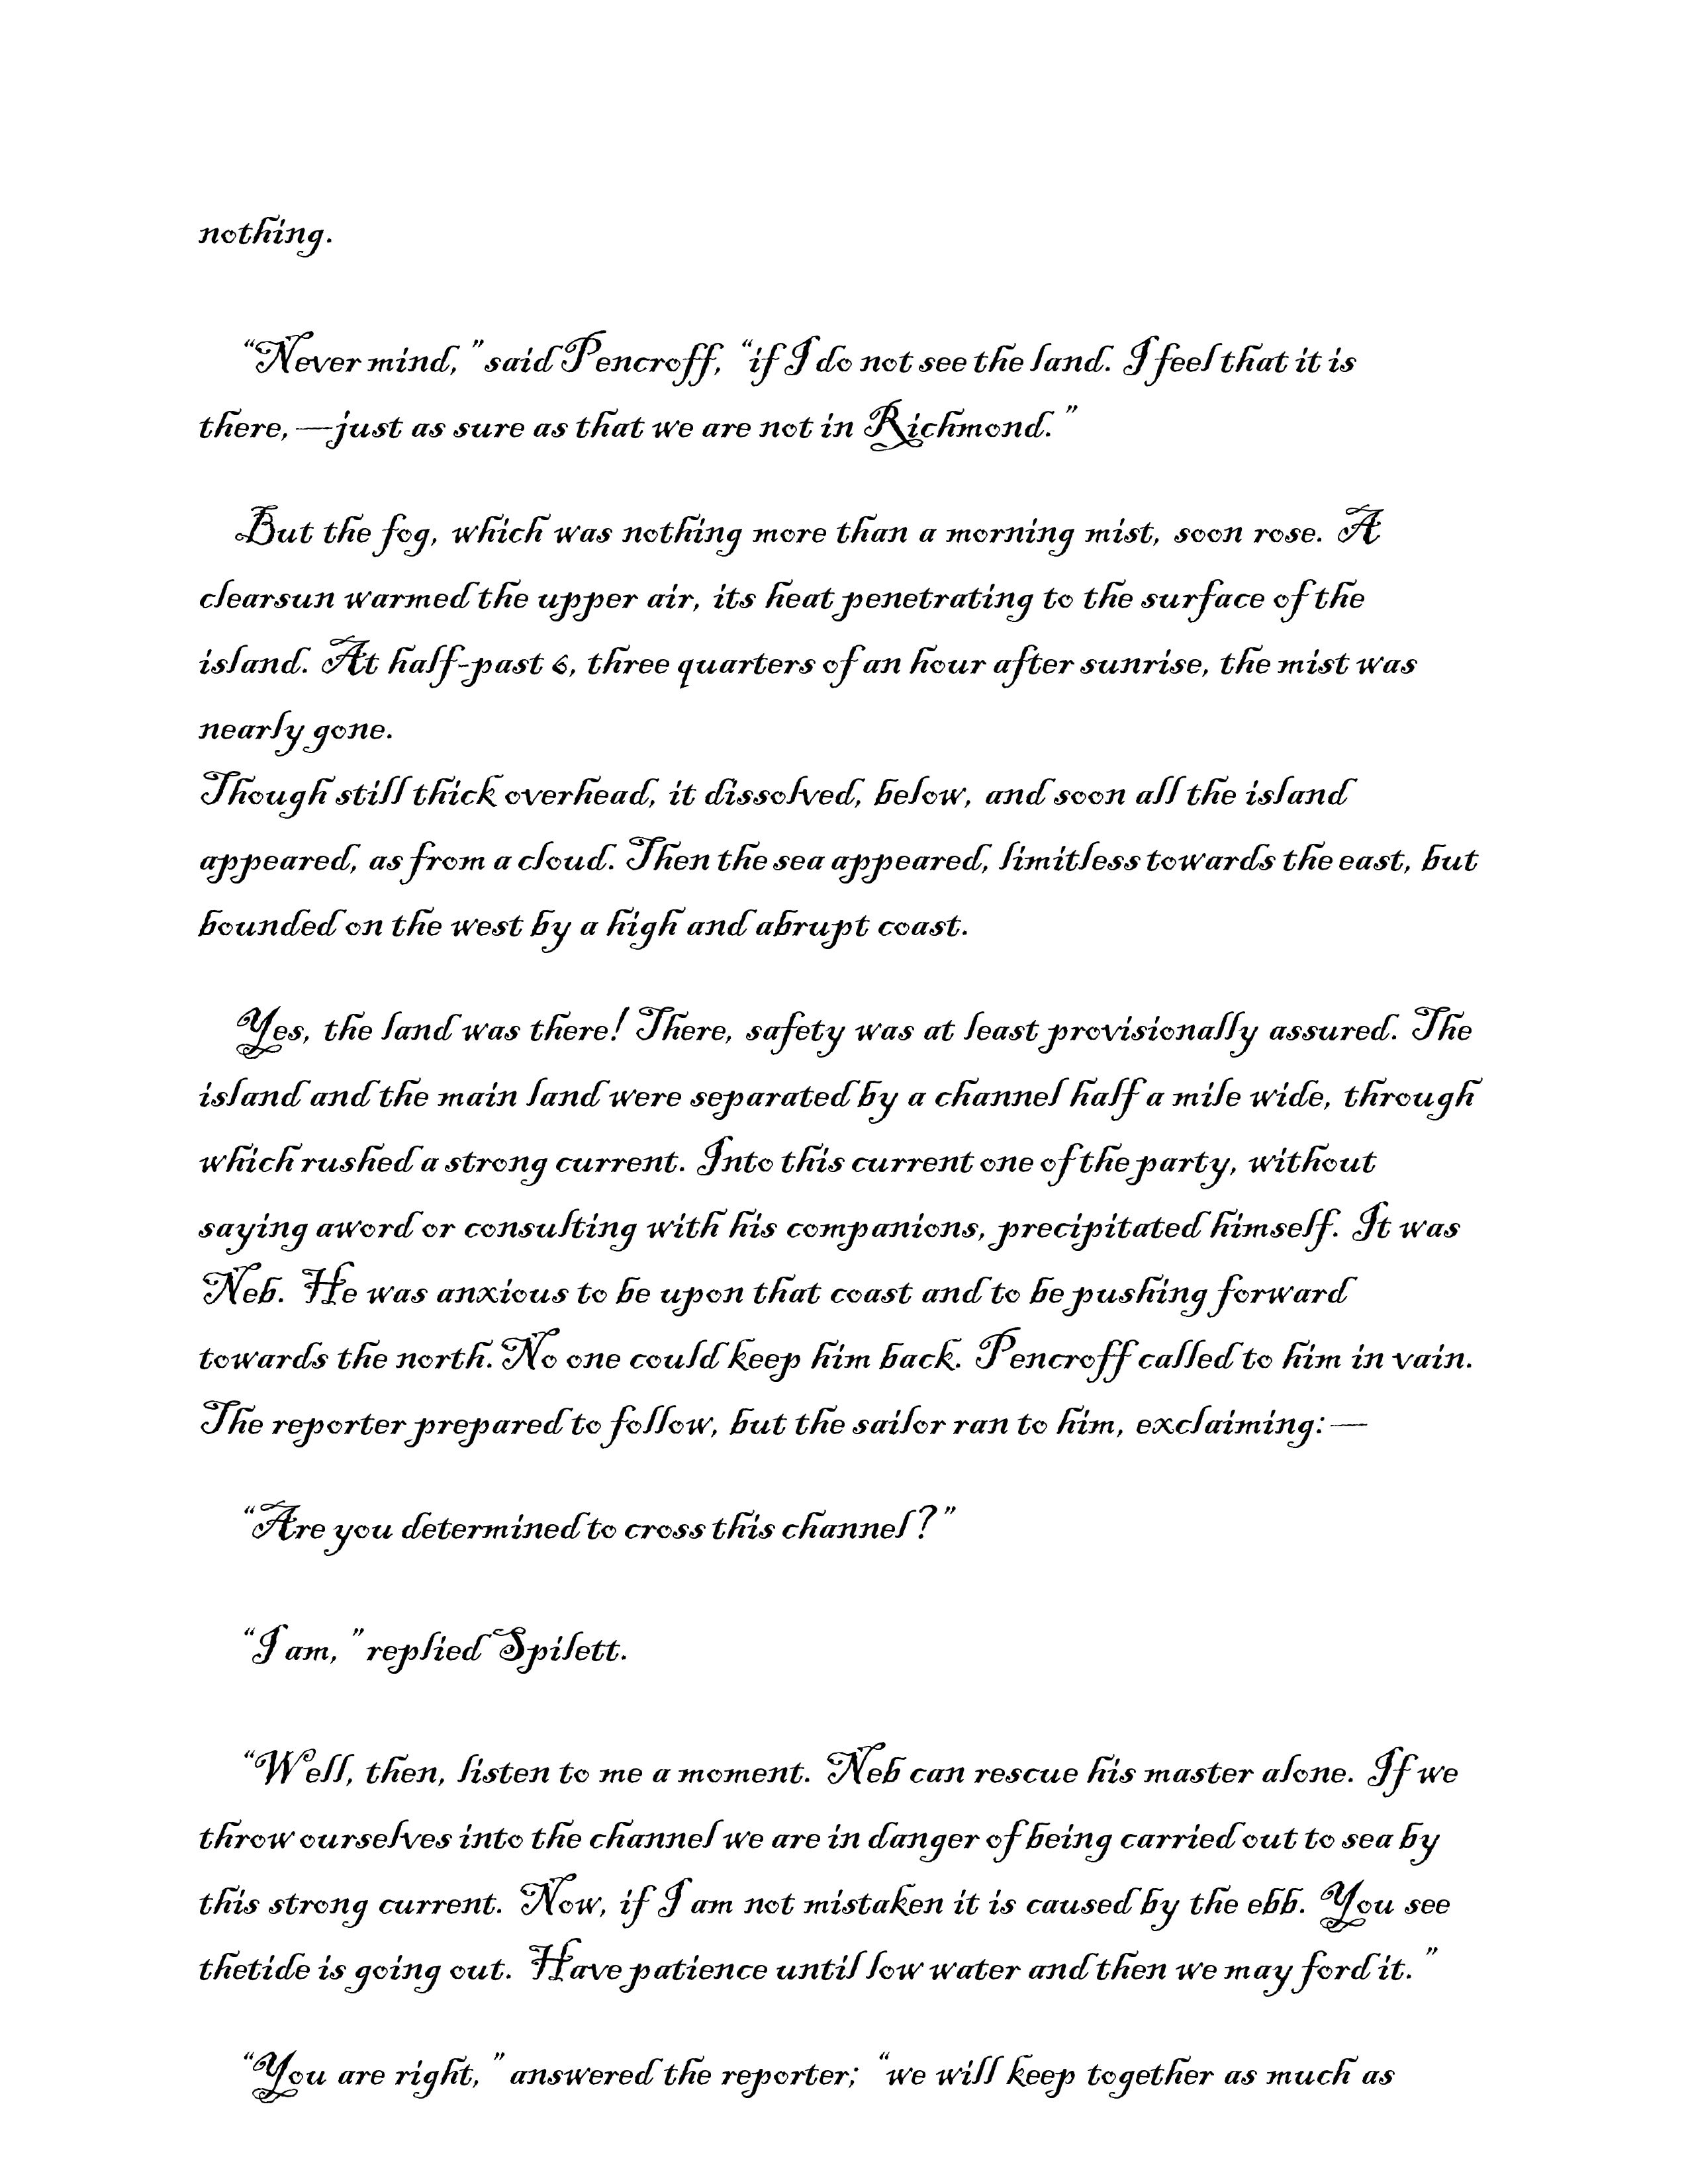 nothing.
“Never mind,” said Pencroff, “if I do not see the land. I feel that it is
there,—just as sure as that we are not in Richmond.”
But the fog, which was nothing more than a morning mist, soon rose. A
clearsun warmed the upper air, its heat penetrating to the surface of the
island. At half-past 6, three quarters of an hour after sunrise, the mist was
nearly gone.
Though still thick overhead, it dissolved, below, and soon all the island
appeared, as from a cloud. Then the sea appeared, limitless towards the east, but
bounded on the west by a high and abrupt coast.
Yes, the land was there! There, safety was at least provisionally assured. The
island and the main land were separated by a channel half a mile wide, through
which rushed a strong current. Into this current one of the party, without
saying aword or consulting with his companions, precipitated himself. It was
Neb. He was anxious to be upon that coast and to be pushing forward
towards the north. No one could keep him back. Pencroff called to him in vain.
The reporter prepared to follow, but the sailor ran to him, exclaiming:—
“Are you determined to cross this channel?”
“I am,” replied Spilett.
“Well, then, listen to me a moment. Neb can rescue his master alone. If we
throw ourselves into the channel we are in danger of being carried out to sea by
this strong current. Now, if I am not mistaken it is caused by the ebb. You see
thetide is going out. Have patience until low water and then we may ford it.”
“You are right,” answered the reporter; “we will keep together as much as